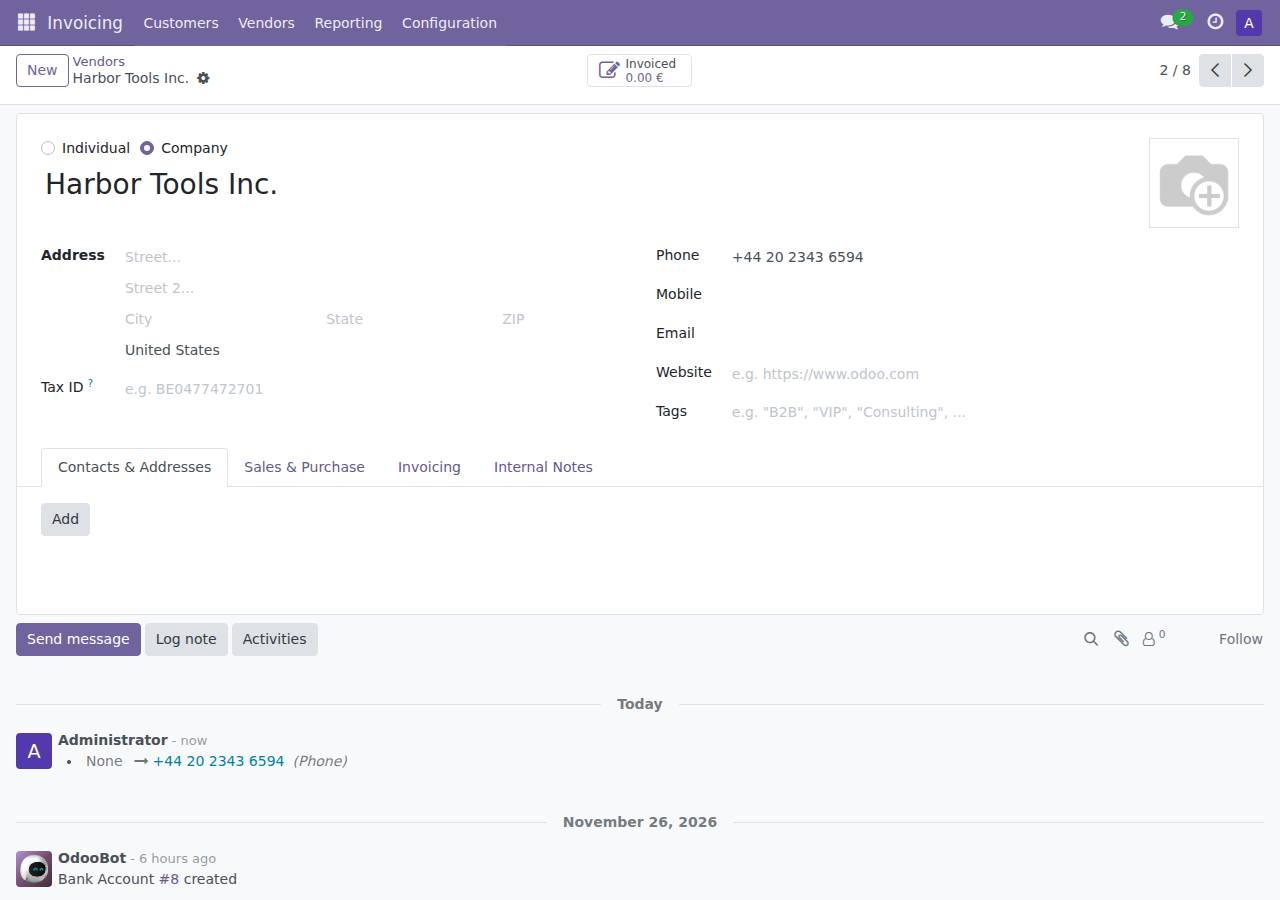 Invoicing Customers Vendors Reporting Configuration 2 A
New Vendors
Harbor Tools Inc.
Invoiced
0.00 €
2 / 8
Individual Company
Harbor Tools Inc.
Address Street...
Street 2...
City State ZIP
United States
Tax ID ? e.g. BE0477472701
Phone +44 20 2343 6594
Mobile
Email
Website e.g. https://www.odoo.com
Tags e.g. "B2B", "VIP", "Consulting", ...
Contacts & Addresses Sales & Purchase Invoicing Internal Notes
Add
Send message Log note Activities 0 Follow
Today
A
Administrator - now
• None → +44 20 2343 6594 (Phone)
November 26, 2026
OdooBot - 6 hours ago
Bank Account #8 created